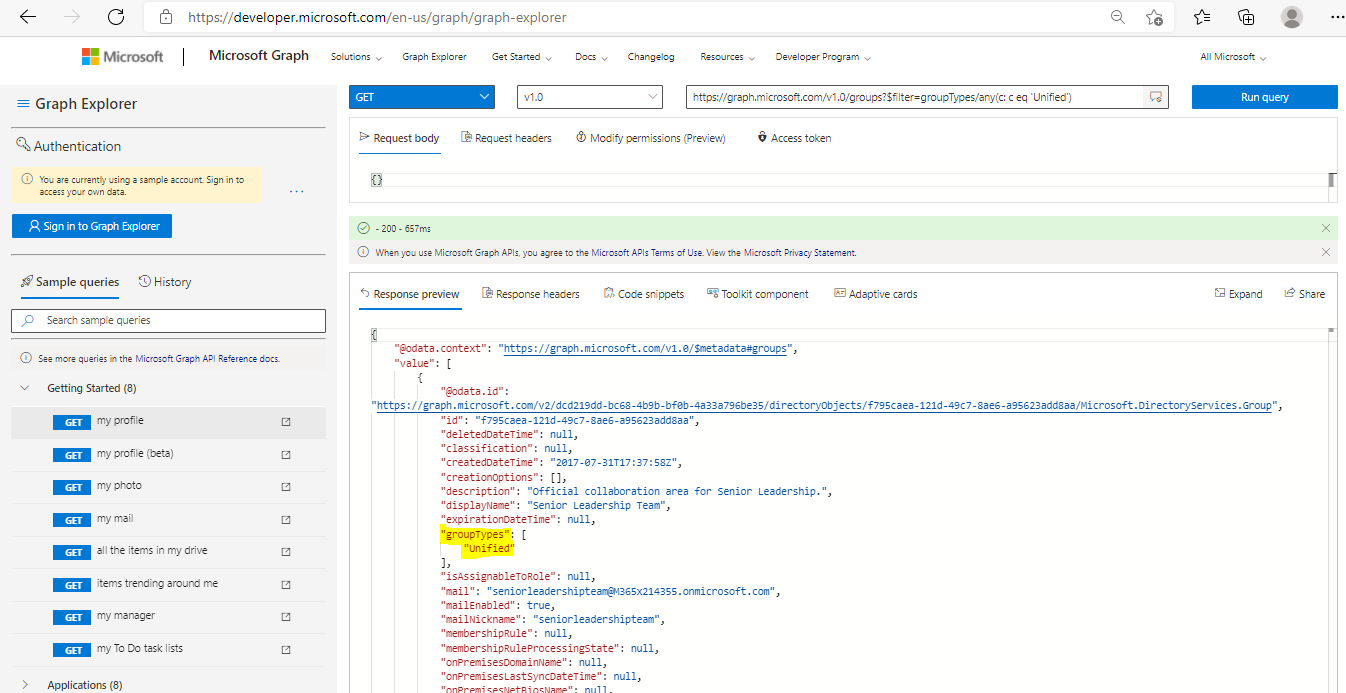 https://developer.microsoft.com/en-us/graph/graph-explorer
Microsoft
Microsoft Graph
Solutions
Graph Explorer
Get Started
Docs
Changelog
Resources
Developer Program
All Microsoft
Graph Explorer
Authentication
You are currently using a sample account. Sign in to
access your own data.
...
Sign in to Graph Explorer
Sample queries
History
Search sample queries
See more queries in the Microsoft Graph API Reference docs.
Getting Started (8)
GET my profile
GET my profile (beta)
GET my photo
GET my mail
GET all the items in my drive
GET items trending around me
GET my manager
GET my To Do task lists
Applications (8)
GET
v1.0
https://graph.microsoft.com/v1.0/groups?$filter=groupTypes/any(c: c eq 'Unified')
Run query
Request body
Request headers
Modify permissions (Preview)
Access token
{}
- 200 - 657ms
When you use Microsoft Graph APIs, you agree to the Microsoft APIs Terms of Use. View the Microsoft Privacy Statement.
Response preview
Response headers
Code snippets
Toolkit component
Adaptive cards
Expand
Share
{
"@odata.context": "https://graph.microsoft.com/v1.0/$metadata#groups",
"value": [
{
"@odata.id":
"https://graph.microsoft.com/v2/dcd219dd-bc68-4b9b-bf0b-4a33a796be35/directoryObjects/f795caea-121d-49c7-8ae6-a95623add8aa/Microsoft.DirectoryServices.Group",
"id": "f795caea-121d-49c7-8ae6-a95623add8aa",
"deletedDateTime": null,
"classification": null,
"createdDateTime": "2017-07-31T17:37:58Z",
"creationOptions": [],
"description": "Official collaboration area for Senior Leadership.",
"displayName": "Senior Leadership Team",
"expirationDateTime": null,
"groupTypes": [
"Unified"
],
"isAssignableToRole": null,
"mail": "seniorleadershipteam@M365x214355.onmicrosoft.com",
"mailEnabled": true,
"mailNickname": "seniorleadershipteam",
"membershipRule": null,
"membershipRuleProcessingState": null,
"onPremisesDomainName": null,
"onPremisesLastSyncDateTime": null,
"onPremisesNetBiosName": null,